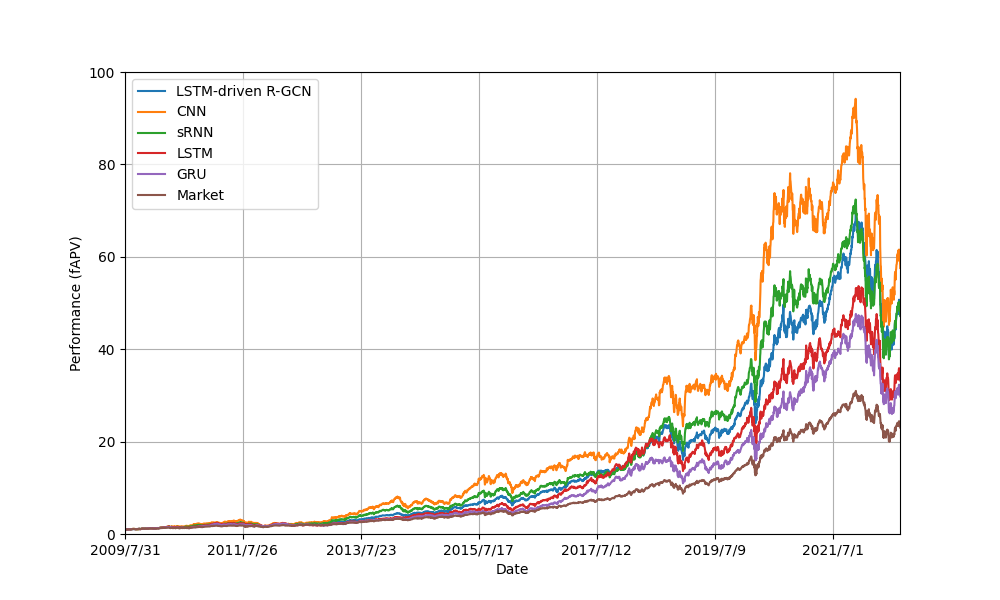 100
80
60
40
20
0
Performance (fAPV)
LSTM-driven R-GCN
CNN
sRNN
LSTM
GRU
Market
2009/7/31 2011/7/26 2013/7/23 2015/7/17 2017/7/12 2019/7/9 2021/7/1
Date